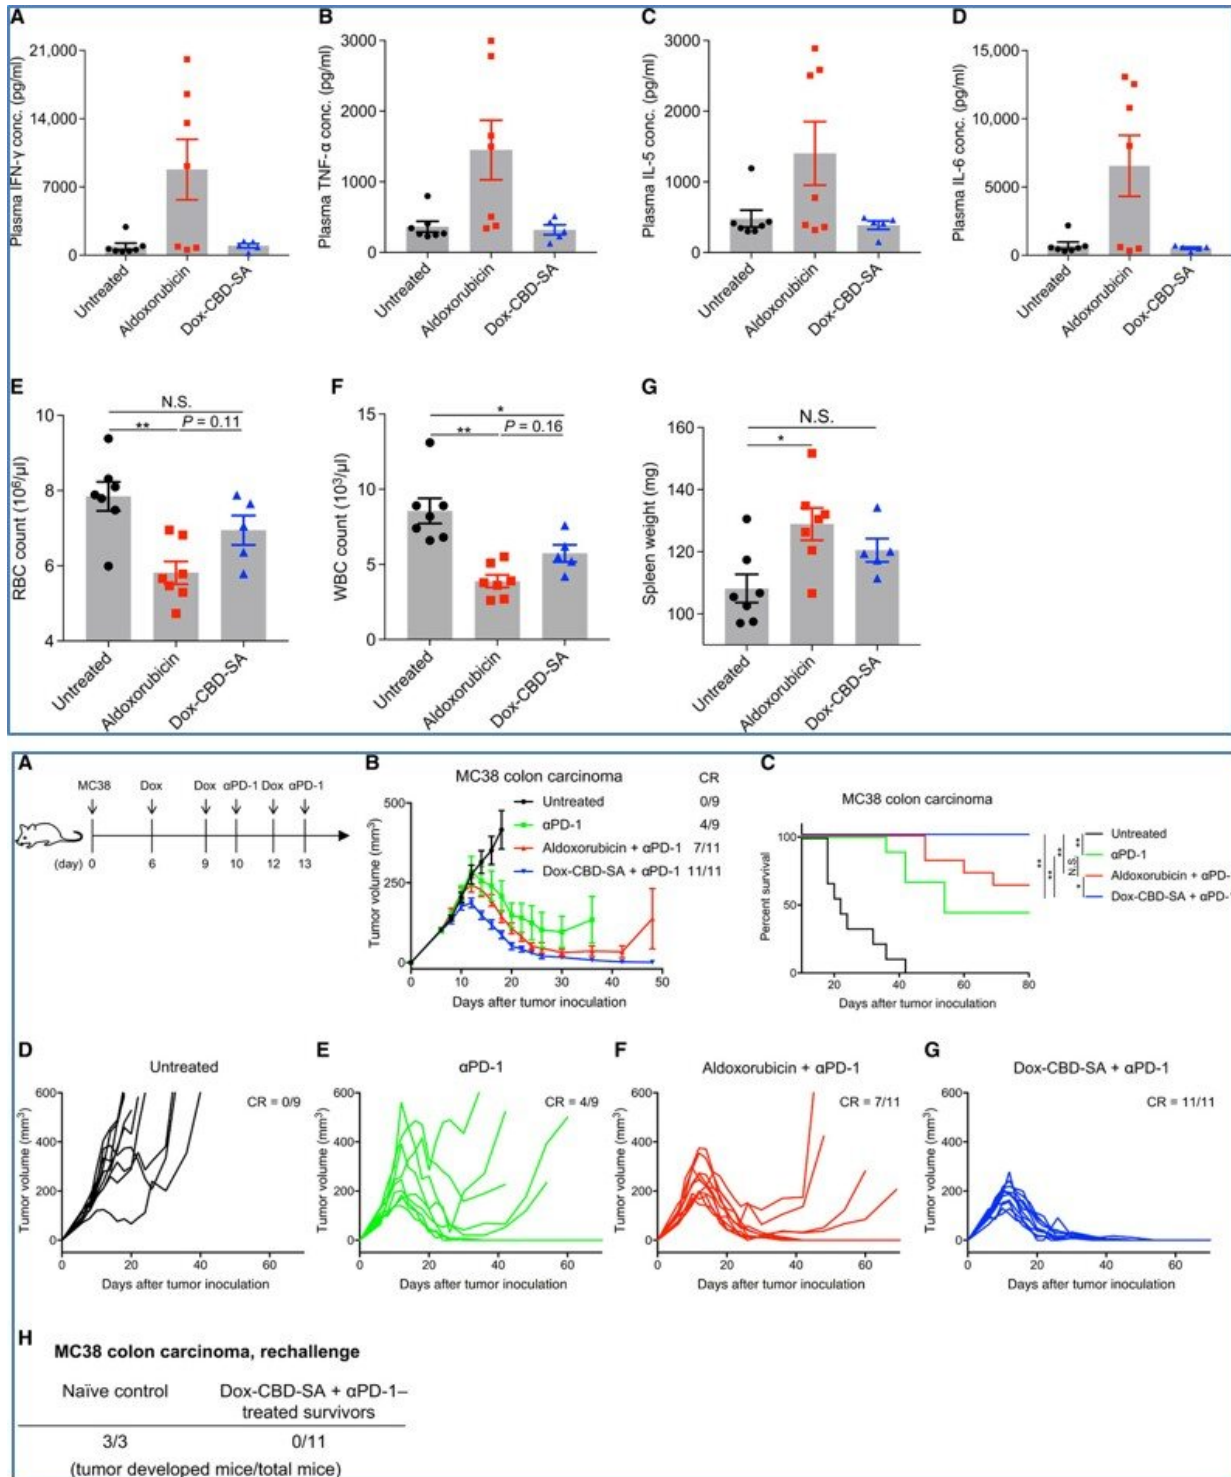 A
B
C
D
Plasma IFN-γ conc. (pg/ml)
21,000
14,000
7000
0
Untreated
Aldoxorubicin
Dox-CBD-SA
Plasma TNF-α conc. (pg/ml)
3000
2000
1000
0
Untreated
Aldoxorubicin
Dox-CBD-SA
Plasma IL-5 conc. (pg/ml)
3000
2000
1000
0
Untreated
Aldoxorubicin
Dox-CBD-SA
Plasma IL-6 conc. (pg/ml)
15,000
10,000
5000
0
Untreated
Aldoxorubicin
Dox-CBD-SA
E
N.S.
** P = 0.11
RBC count (10⁶/µl)
10
8
6
4
Untreated
Aldoxorubicin
Dox-CBD-SA
F
*
** P = 0.16
WBC count (10³/µl)
15
10
5
0
Untreated
Aldoxorubicin
Dox-CBD-SA
G
N.S.
*
Spleen weight (mg)
160
140
120
100
Untreated
Aldoxorubicin
Dox-CBD-SA
A
MC38 Dox Dox αPD-1 Dox αPD-1
(day) 0 6 9 10 12 13
B
MC38 colon carcinoma CR
Untreated 0/9
αPD-1 4/9
Aldoxorubicin + αPD-1 7/11
Dox-CBD-SA + αPD-1 11/11
Tumor volume (mm³)
500
250
0
0 10 20 30 40 50
Days after tumor inoculation
C
MC38 colon carcinoma
Percent survival
100
50
0
20 40 60 80
Days after tumor inoculation
** ** ** N.S. * **
Untreated
αPD-1
Aldoxorubicin + αPD-
Dox-CBD-SA + αPD-
D
Untreated
CR = 0/9
Tumor volume (mm³)
600
400
200
0
0 20 40 60
Days after tumor inoculation
E
αPD-1
CR = 4/9
Tumor volume (mm³)
600
400
200
0
0 20 40 60
Days after tumor inoculation
F
Aldoxorubicin + αPD-1
CR = 7/11
Tumor volume (mm³)
600
400
200
0
0 20 40 60
Days after tumor inoculation
G
Dox-CBD-SA + αPD-1
CR = 11/11
Tumor volume (mm³)
600
400
200
0
0 20 40 60
Days after tumor inoculation
H
MC38 colon carcinoma, rechallenge
Naïve control Dox-CBD-SA + αPD-1–
treated survivors
3/3 0/11
(tumor developed mice/total mice)